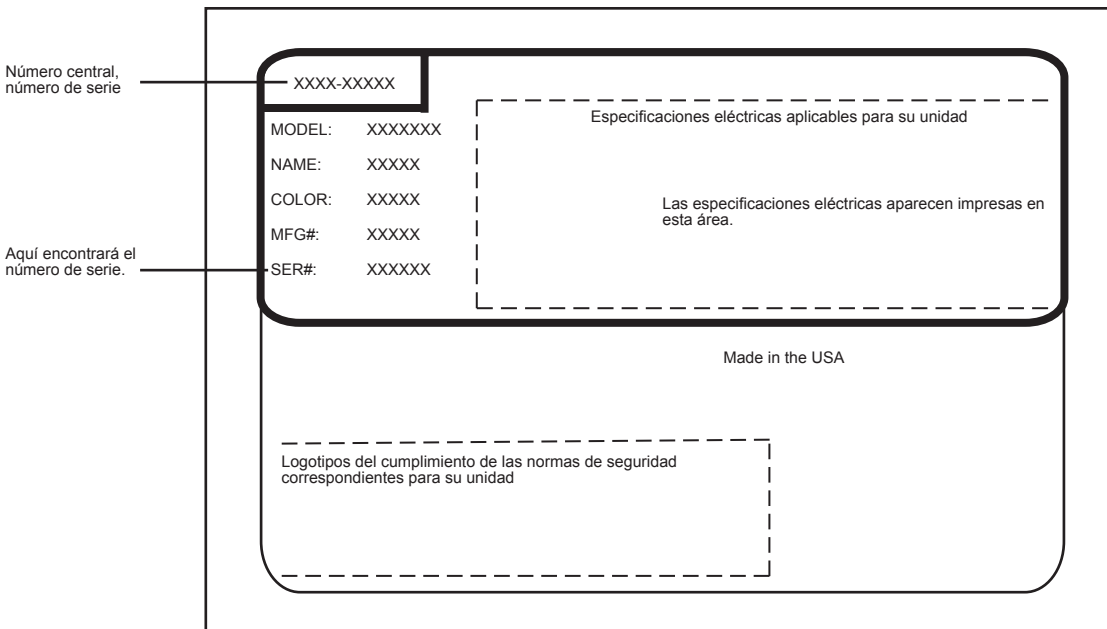 Número central,
número de serie
XXXX-XXXXX
MODEL: XXXXXXX
NAME: XXXXX
COLOR: XXXXX
MFG#: XXXXX
Aquí encontrará el
número de serie.
SER#: XXXXXX
Especificaciones eléctricas aplicables para su unidad
Las especificaciones eléctricas aparecen impresas en
esta área.
Made in the USA
Logotipos del cumplimiento de las normas de seguridad
correspondientes para su unidad